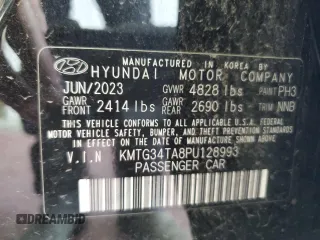 MANUFACTURED IN KOREA BY
HYUNDAI MOTOR COMPANY
JUN/2023 GVWR 4828 lbs PAINT PH3
GAWR FRONT 2414 lbs GAWR REAR 2690 lbs TRIM NNB
THIS VEHICLE CONFORMS TO ALL APPLICABLE FEDERAL MOTOR
VEHICLE SAFETY, BUMPER, AND THEFT PREVENTION STANDARDS
IN EFFECT ON THE DATE OF MANUFACTURE SHOWN ABOVE.
V.I.N KMTG34TA8PU128993
PASSENGER CAR
DREAMBID